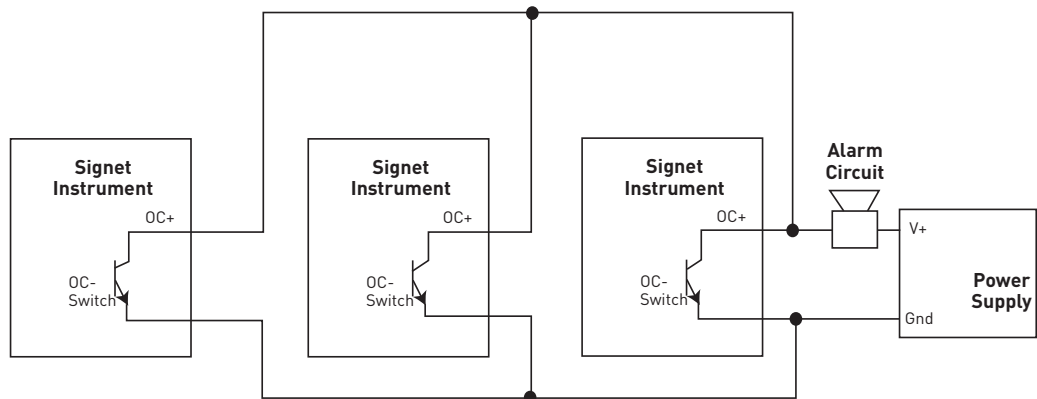 Signet
Instrument
OC+
OC-
Switch
Signet
Instrument
OC+
OC-
Switch
Signet
Instrument
OC+
OC-
Switch
Alarm
Circuit
V+
Power
Supply
Gnd